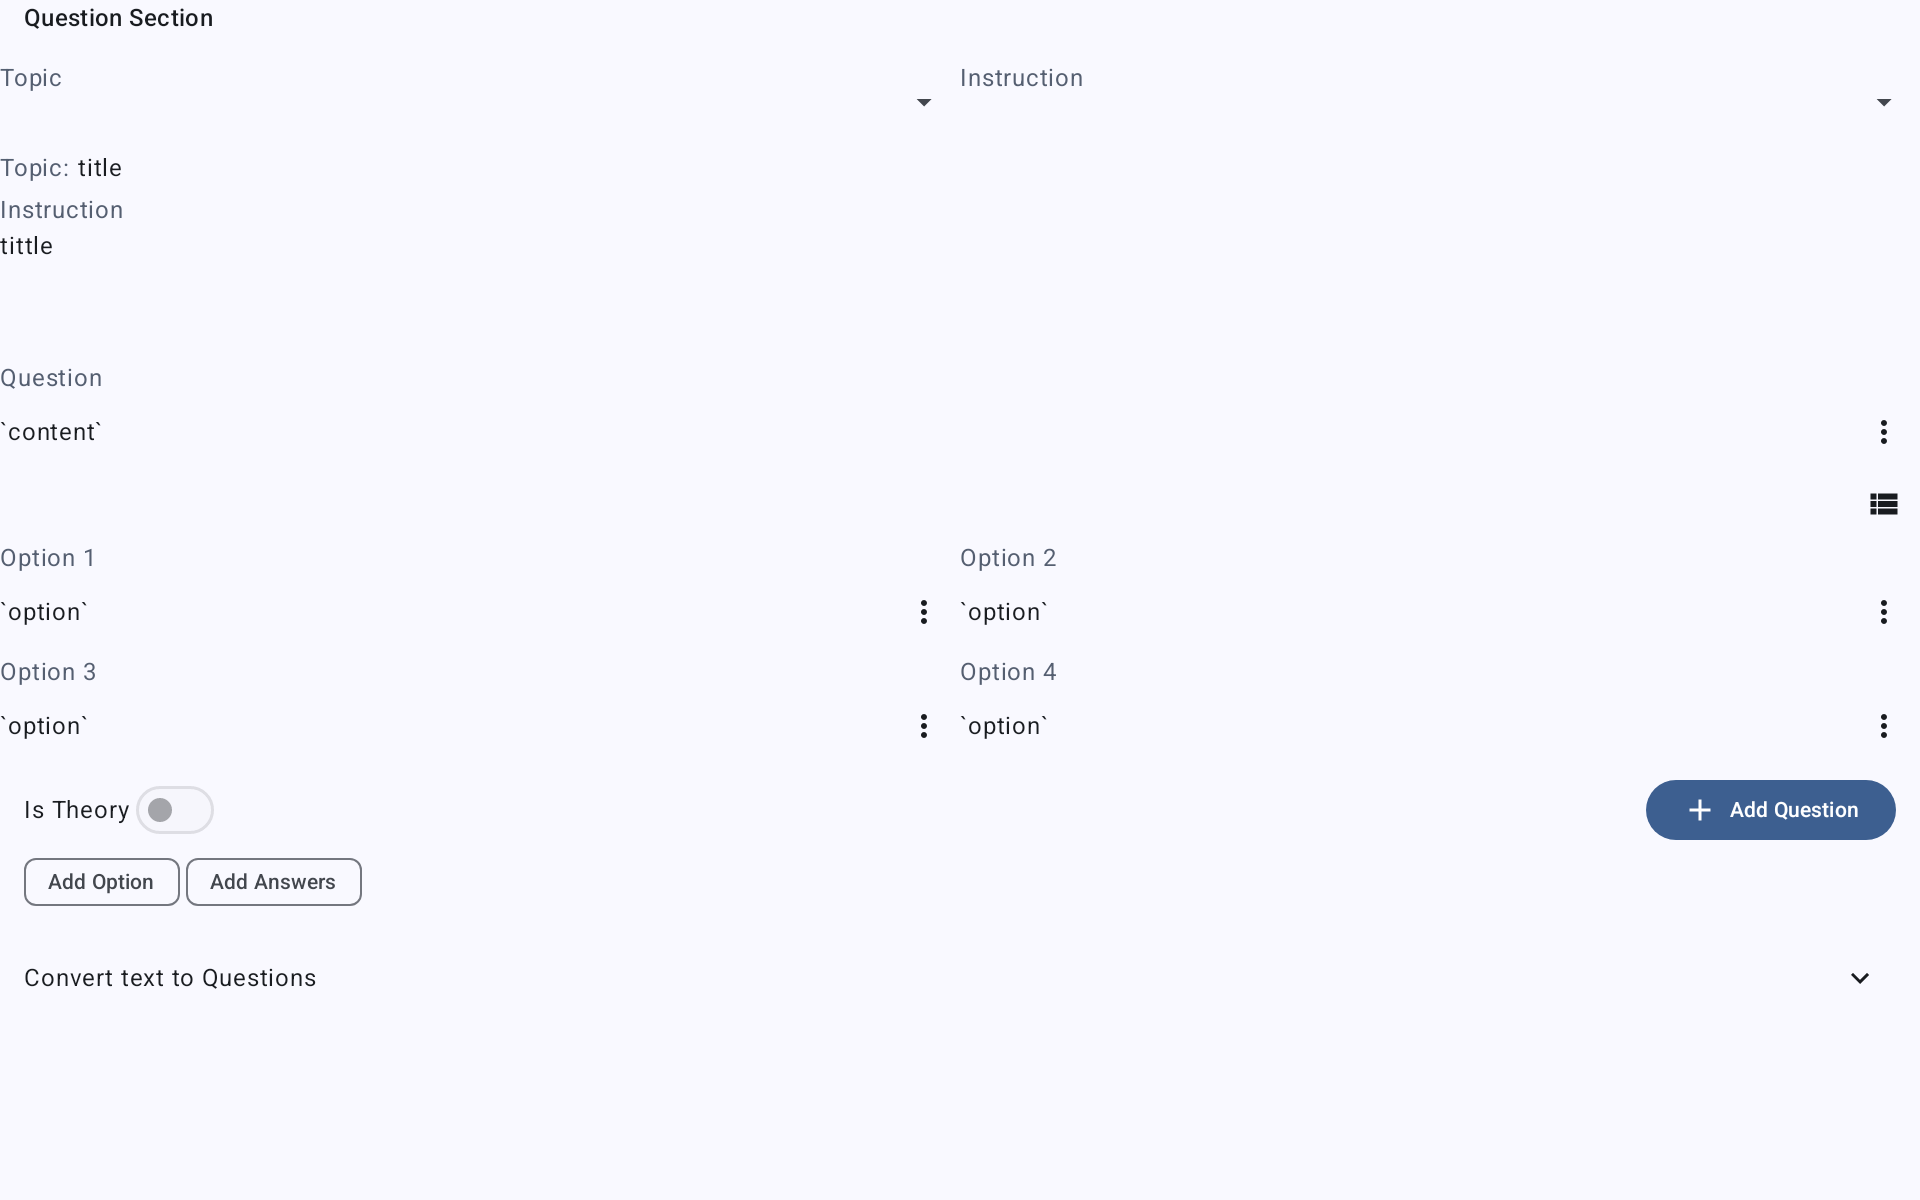 Question Section
Topic
Instruction
Topic: title
Instruction
tittle
Question
`content`
Option 1
Option 2
`option`
`option`
Option 3
Option 4
`option`
`option`
Is Theory
Add Question
Add Option
Add Answers
Convert text to Questions